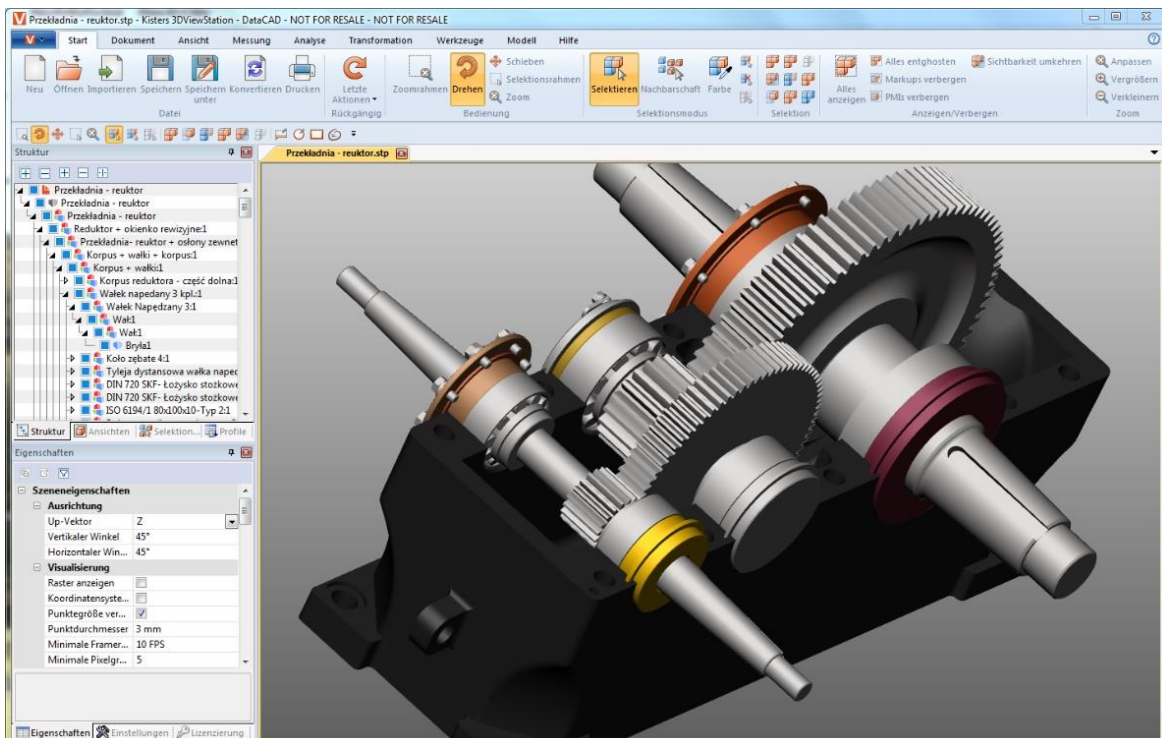 Przekładnia - reuktor.stp - Kisters 3DViewStation - DataCAD - NOT FOR RESALE - NOT FOR RESALE
Start Dokument Ansicht Messung Analyse Transformation Werkzeuge Modell Hilfe
Neu Öffnen Importieren Speichern Speichern unter Konvertieren Drucken
Datei
Letzte Aktionen
Rückgängig
Zoomrahmen Drehen Schieben
Selektionsrahmen
Zoom
Bedienung
Selektieren Nachbarschaft Farbe
Selektionsmodus
Selektion
Alles anzeigen
Alles entghosten Sichtbarkeit umkehren
Markups verbergen
PMIs verbergen
Anzeigen/Verbergen
Anpassen
Vergrößern
Verkleinern
Zoom
Struktur
Przekładnia - reuktor.stp
Przekładnia - reuktor
Przekładnia - reuktor
Przekładnia - reuktor
Reduktor + okienko rewizyjne:1
Przekładnia- reuktor + osłony zewnet
Korpus + wałki + korpus:1
Korpus + wałki:1
Korpus reduktora - część dolna:1
Wałek napedany 3 kpl.:1
Wałek Napędzany 3:1
Wał:1
Wał:1
Bryła1
Koło zębate 4:1
Tyleja dystansowa wałka napec
DIN 720 SKF- Łożysko stożkowe
DIN 720 SKF- Łożysko stożkowe
ISO 6194/1 80x100x10-Typ 2:1
Struktur Ansichten Selektion... Profile
Eigenschaften
Szeneneigenschaften
Ausrichtung
Up-Vektor Z
Vertikaler Winkel 45°
Horizontaler Win... 45°
Visualisierung
Raster anzeigen
Koordinatensyste...
Punktegröße ver...
Punktdurchmesser 3 mm
Minimale Framer... 10 FPS
Minimale Pixelgr... 5
Eigenschaften Einstellungen Lizenzierung